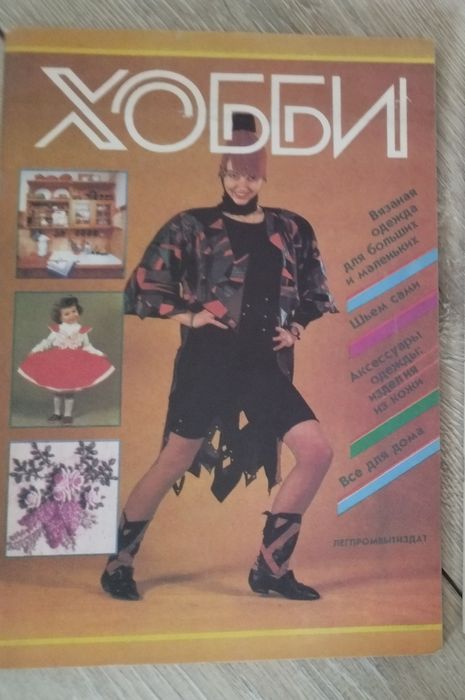 ХОББИ
Вязаная
одежда
для больших
и маленьких
Шьем сами
Аксессуары
одежды:
изделия
из кожи
Все для дома
ЛЕГПРОМБЫТИЗДАТ